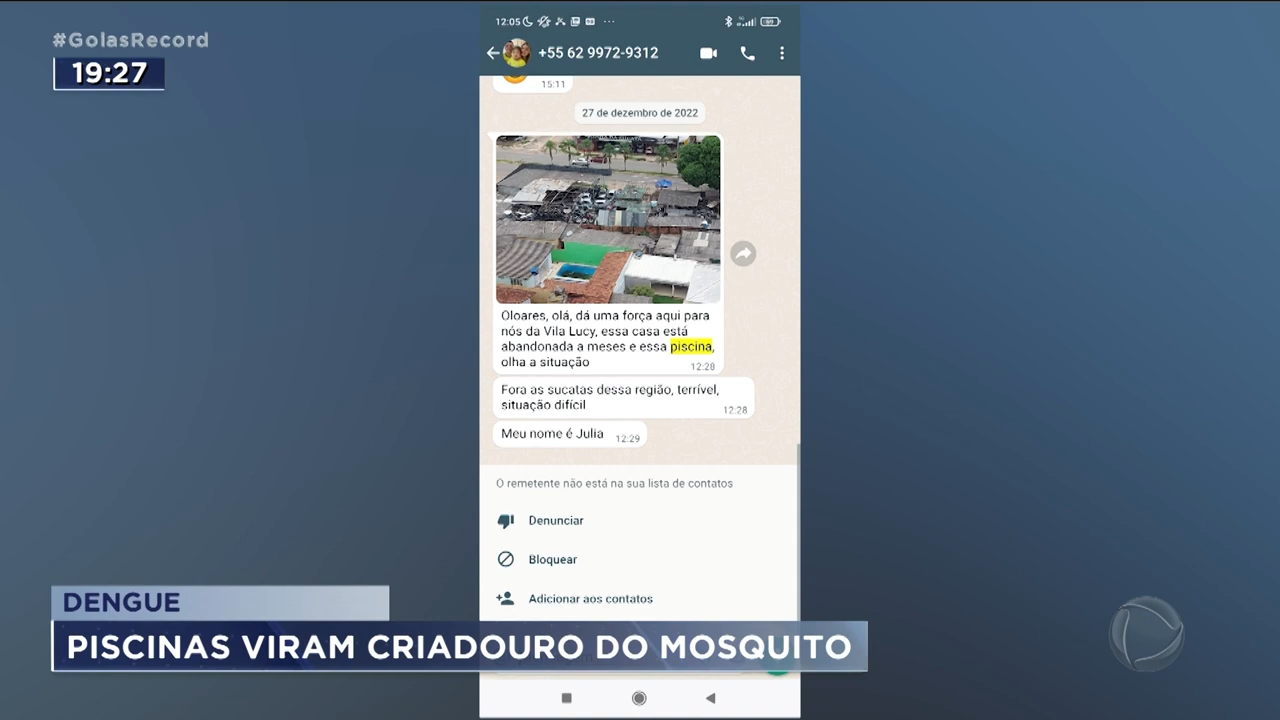 #GoIasRecord
19:27
12:05
+55 62 9972-9312
15:11
27 de dezembro de 2022
Oloares, olá, dá uma força aqui para
nós da Vila Lucy, essa casa está
abandonada a meses e essa piscina,
olha a situação
12:28
Fora as sucatas dessa região, terrível,
situação difícil
12:28
Meu nome é Julia
12:29
O remetente não está na sua lista de contatos
Denunciar
Bloquear
Adicionar aos contatos
DENGUE
PISCINAS VIRAM CRIADOURO DO MOSQUITO